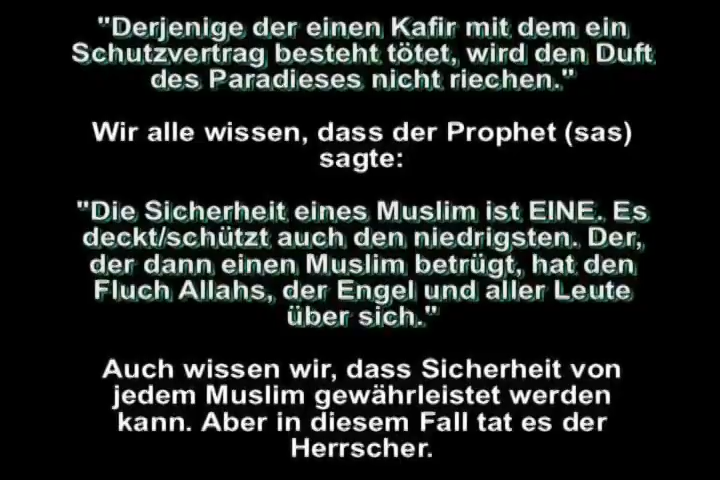 "Derjenige der einen Kafir mit dem ein
Schutzvertrag besteht tötet, wird den Duft
des Paradieses nicht riechen."
Wir alle wissen, dass der Prophet (sas)
sagte:
"Die Sicherheit eines Muslim ist EINE. Es
deckt/schützt auch den niedrigsten. Der,
der dann einen Muslim betrügt, hat den
Fluch Allahs, der Engel und aller Leute
über sich."
Auch wissen wir, dass Sicherheit von
jedem Muslim gewährleistet werden
kann. Aber in diesem Fall tat es der
Herrscher.